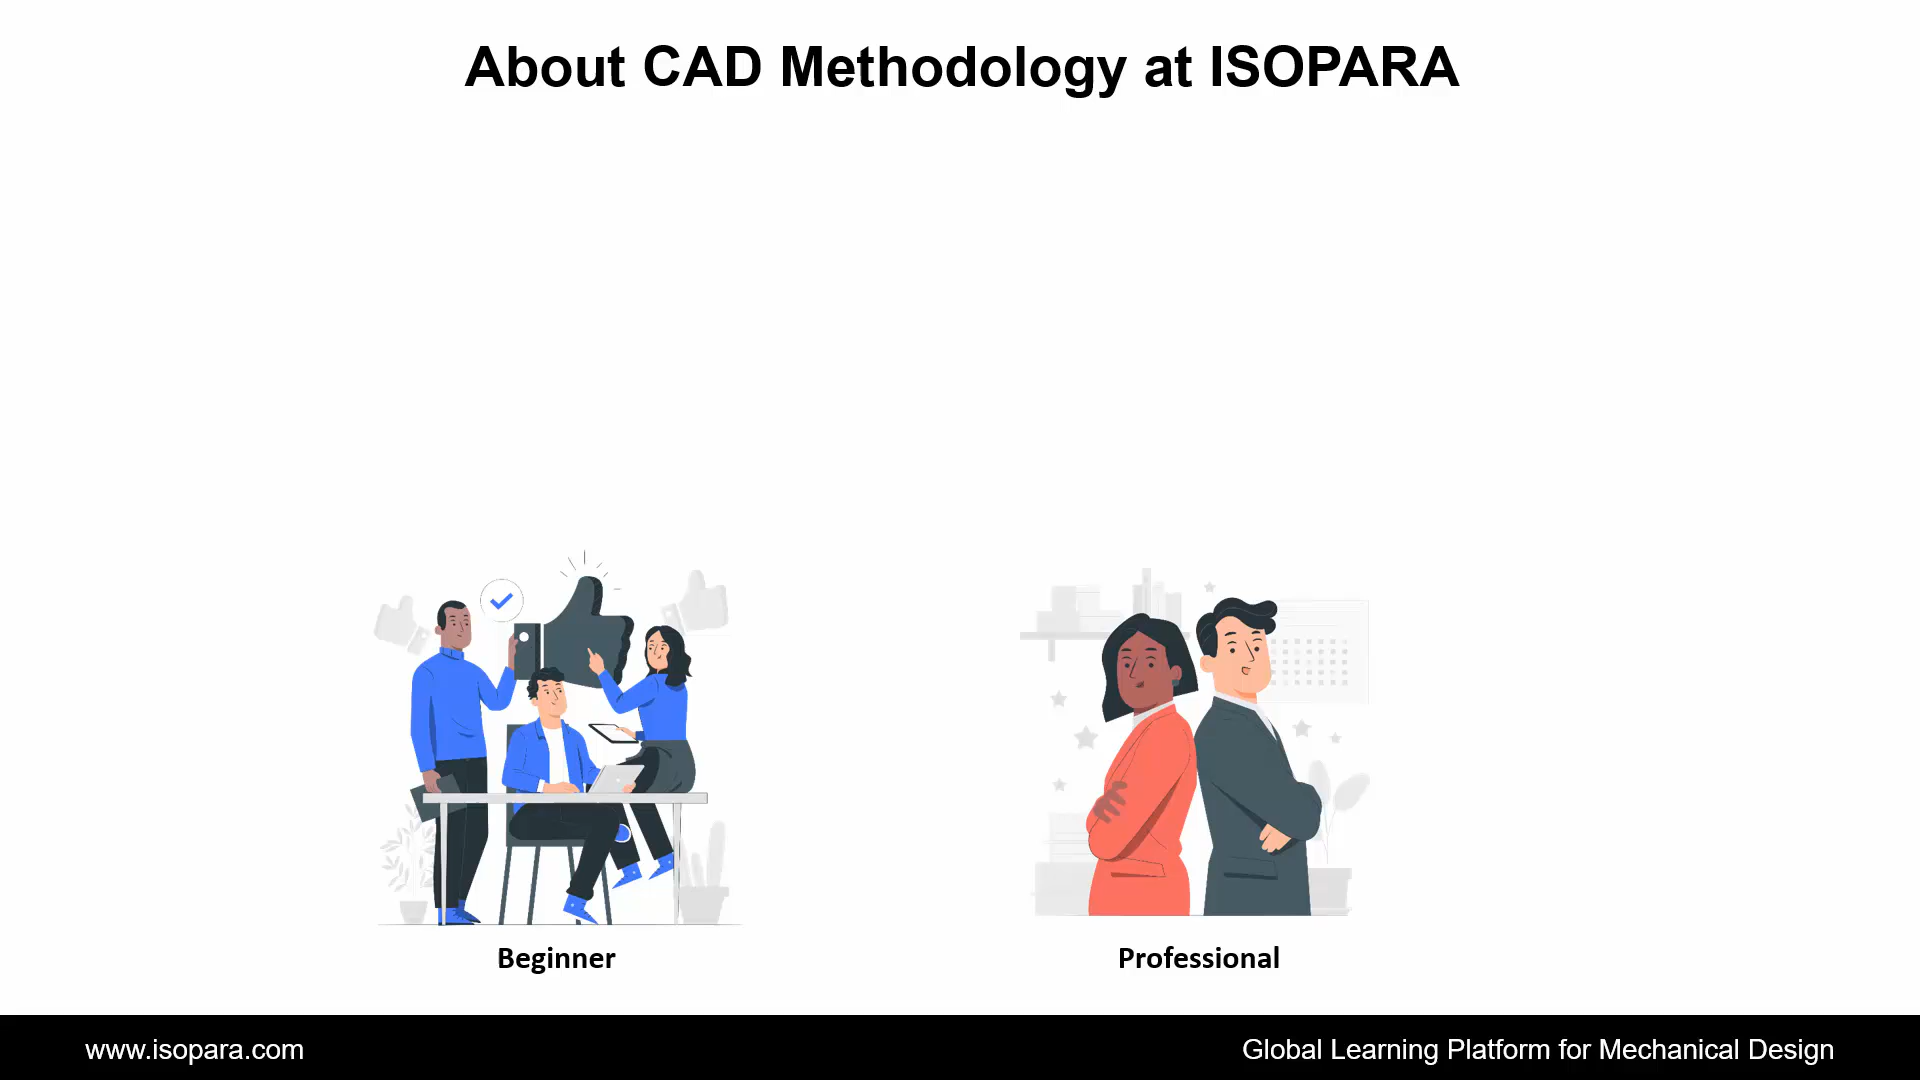 About CAD Methodology at ISOPARA
Beginner
Professional
www.isopara.com
Global Learning Platform for Mechanical Design